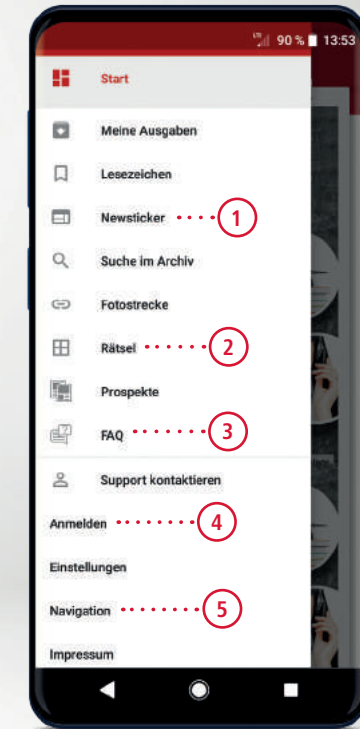 LTE 90 % 13:53
Start
Meine Ausgaben
Lesezeichen
Newsticker 1
Suche im Archiv
Fotostrecke
Rätsel 2
Prospekte
FAQ 3
Support kontaktieren
Anmelden 4
Einstellungen
Navigation 5
Impressum